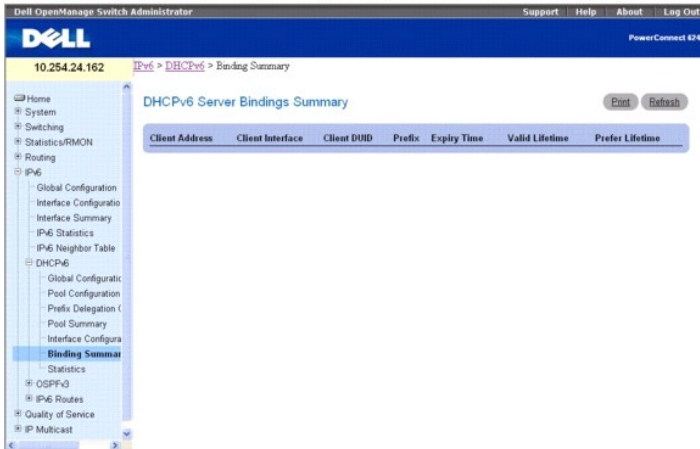 Dell OpenManage Switch Administrator
Support Help About Log Out
DELL
PowerConnect 624
10.254.24.162
IPv6 > DHCPv6 > Binding Summary
Home
System
Switching
Statistics/RMON
Routing
IPv6
Global Configuration
Interface Configuratio
Interface Summary
IPv6 Statistics
IPv6 Neighbor Table
DHCPv6
Global Configuratic
Pool Configuration
Prefix Delegation (
Pool Summary
Interface Configura
Binding Summar
Statistics
OSPFv3
IPv6 Routes
Quality of Service
IP Multicast
DHCPv6 Server Bindings Summary
Print Refresh
Client Address Client Interface Client DUID Prefix Expiry Time Valid Lifetime Prefer Lifetime